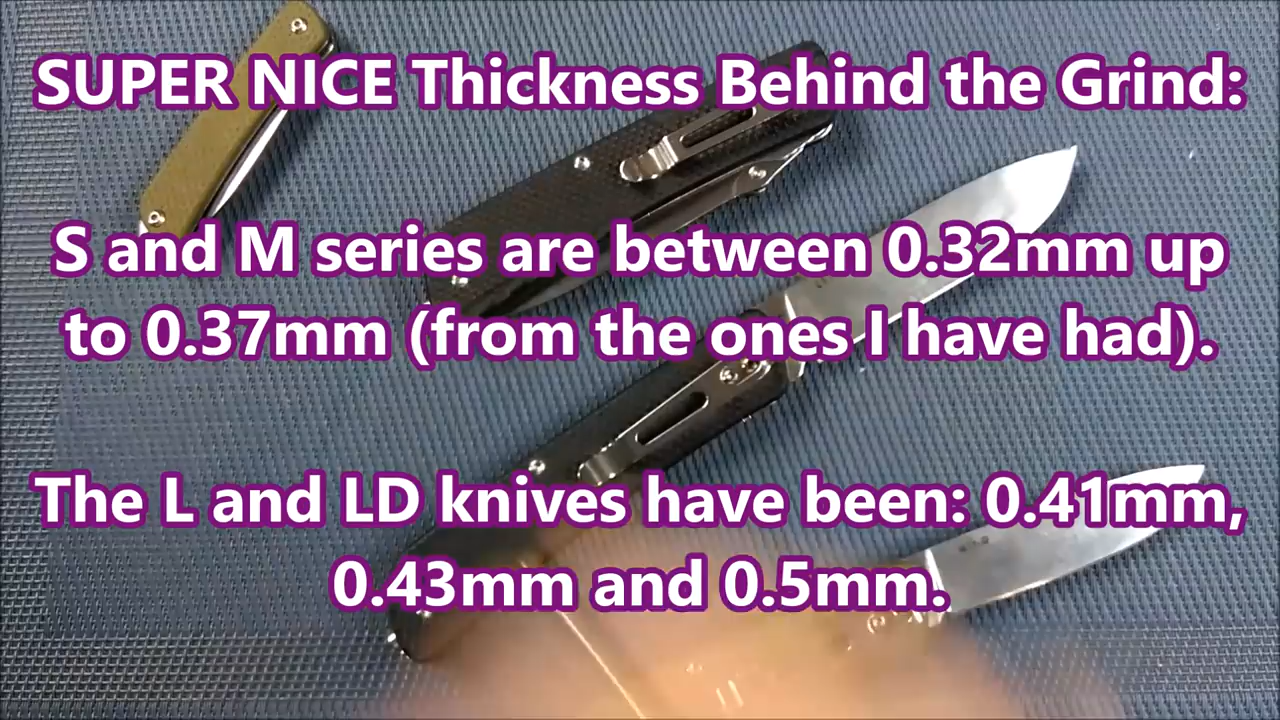 SUPER NICE Thickness Behind the Grind:
S and M series are between 0.32mm up
to 0.37mm (from the ones I have had).
The L and LD knives have been: 0.41mm,
0.43mm and 0.5mm.